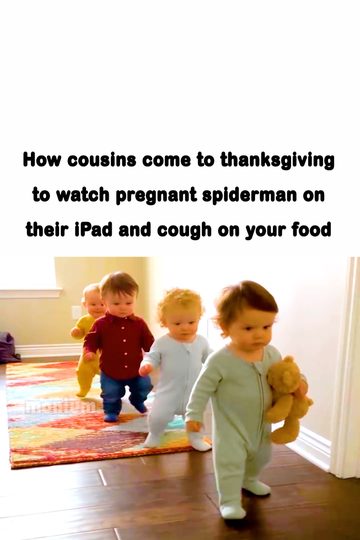 How cousins come to thanksgiving
to watch pregnant spiderman on
their iPad and cough on your food